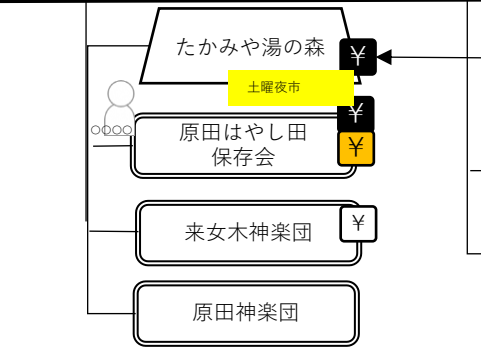 たかみや湯の森
¥
土曜夜市
¥
原田はやし田
保存会
¥
来女木神楽団
¥
原田神楽団